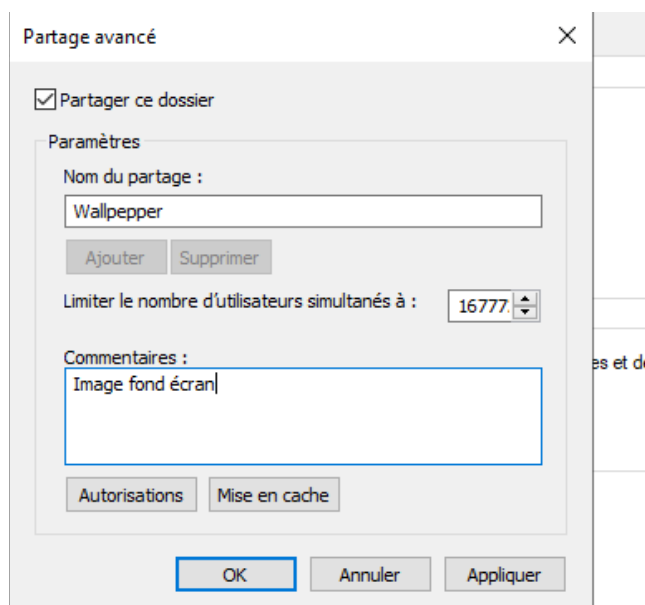 Partage avancé
Partager ce dossier
Paramètres
Nom du partage :
Wallpepper
Ajouter Supprimer
Limiter le nombre d'utilisateurs simultanés à : 16777
Commentaires :
Image fond écran
es et de
Autorisations Mise en cache
OK Annuler Appliquer